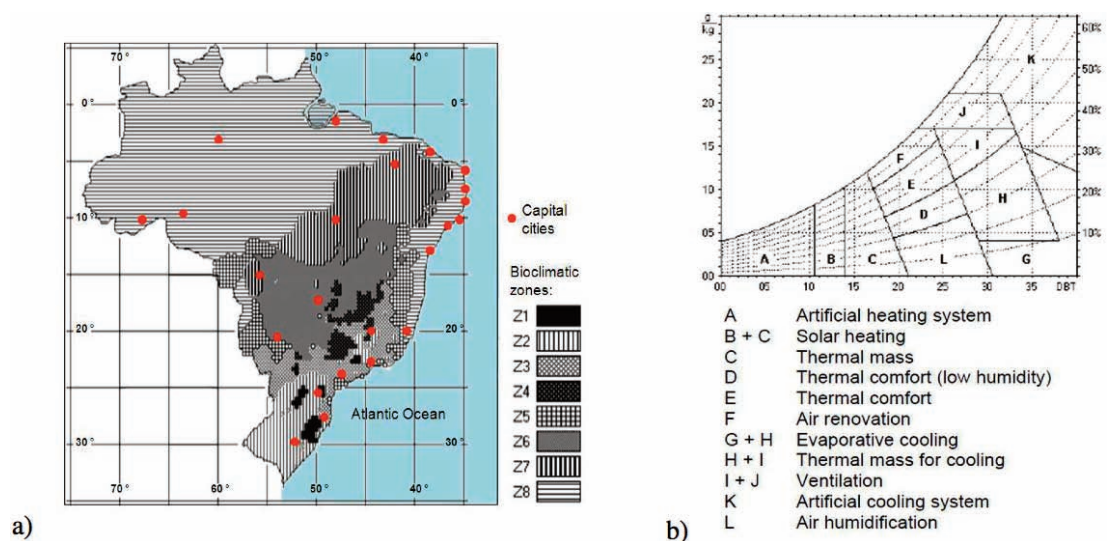 70° 50° 40°
0° 0°
10° 10°
20° 20°
30° 30°
70° 60° 50° 40°
Atlantic Ocean
Capital
cities
Bioclimatic
zones:
Z1
Z2
Z3
Z4
Z5
Z6
Z7
Z8
a)
g/kg
25
20
15
10
05
00
60%
50%
40%
30%
20%
10%
K
J
I
F
E
H
D
A B C L G
00 05 10 15 20 25 30 35 DBT
A Artificial heating system
B + C Solar heating
C Thermal mass
D Thermal comfort (low humidity)
E Thermal comfort
F Air renovation
G + H Evaporative cooling
H + I Thermal mass for cooling
I + J Ventilation
K Artificial cooling system
L Air humidification
b)